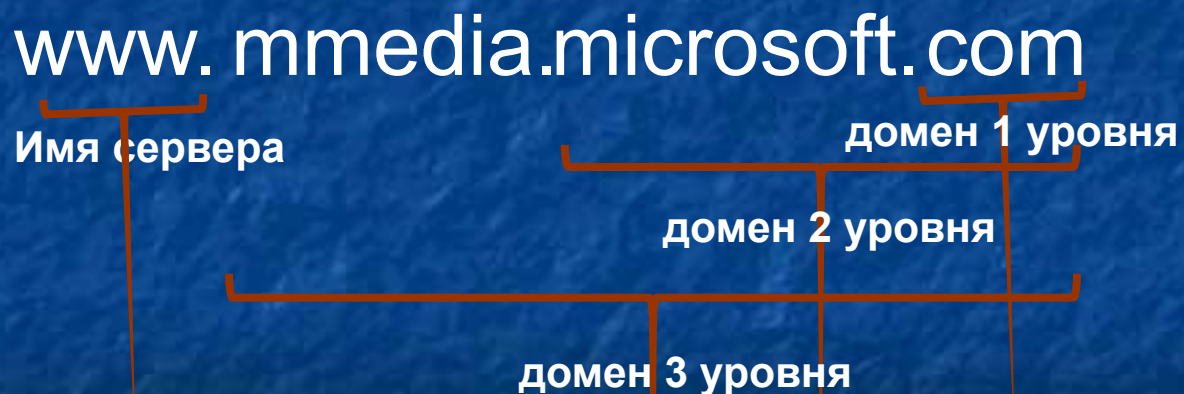 www. mmedia.microsoft.com
Имя сервера
домен 1 уровня
домен 2 уровня
домен 3 уровня